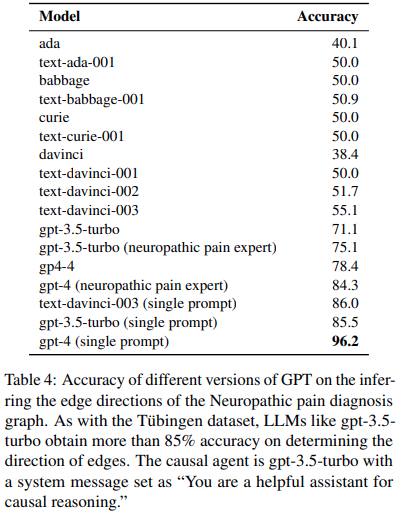 Model Accuracy
ada 40.1
text-ada-001 50.0
babbage 50.0
text-babbage-001 50.9
curie 50.0
text-curie-001 50.0
davinci 38.4
text-davinci-001 50.0
text-davinci-002 51.7
text-davinci-003 55.1
gpt-3.5-turbo 71.1
gpt-3.5-turbo (neuropathic pain expert) 75.1
gp4-4 78.4
gpt-4 (neuropathic pain expert) 84.3
text-davinci-003 (single prompt) 86.0
gpt-3.5-turbo (single prompt) 85.5
gpt-4 (single prompt) 96.2
Table 4: Accuracy of different versions of GPT on the infer-
ring the edge directions of the Neuropathic pain diagnosis
graph. As with the Tübingen dataset, LLMs like gpt-3.5-
turbo obtain more than 85% accuracy on determining the
direction of edges. The causal agent is gpt-3.5-turbo with
a system message set as “You are a helpful assistant for
causal reasoning.”